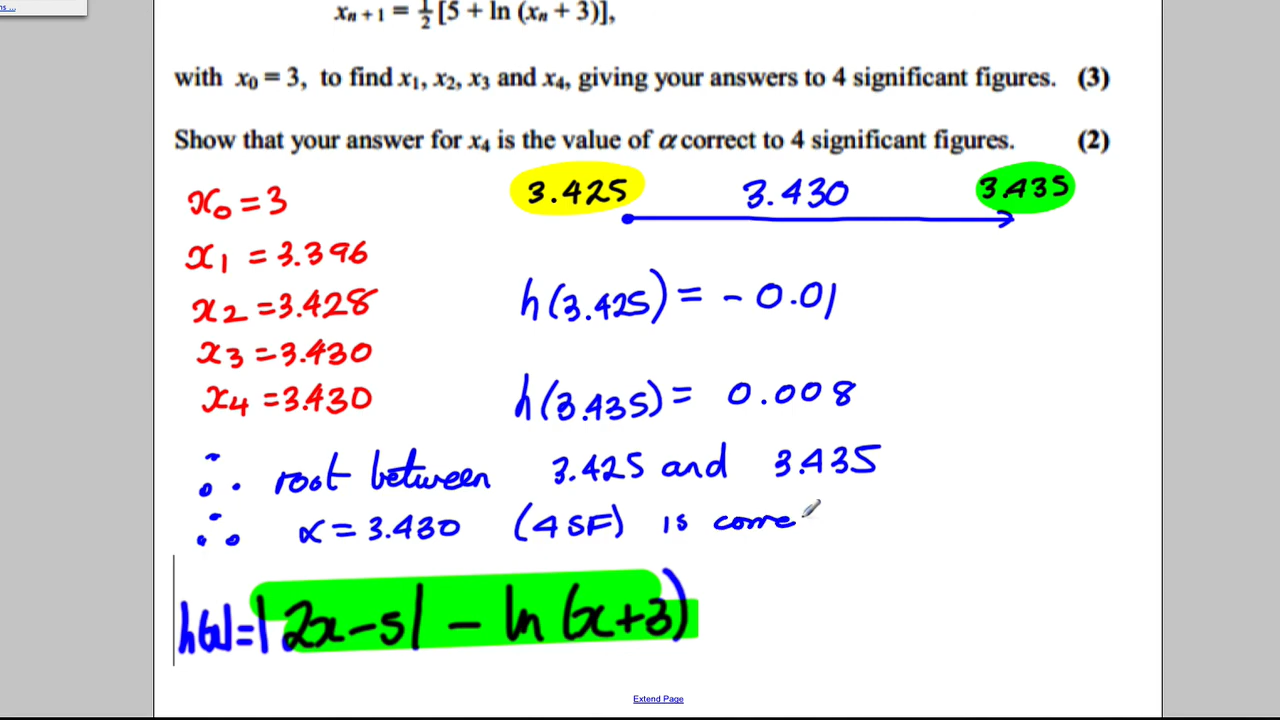 ns ...
xₙ₊₁ = ½ [5 + ln (xₙ + 3)],
with x₀ = 3, to find x₁, x₂, x₃ and x₄, giving your answers to 4 significant figures. (3)
Show that your answer for x₄ is the value of α correct to 4 significant figures. (2)
3.425 3.430 3.435
x₀ = 3
x₁ = 3.396
x₂ = 3.428
x₃ = 3.430
x₄ = 3.430
h(3.425) = -0.01
h(3.435) = 0.008
∴ root between 3.425 and 3.435
∴ α = 3.430 (4SF) is corre
h(x) = |2x-5| - ln(x+3)
Extend Page